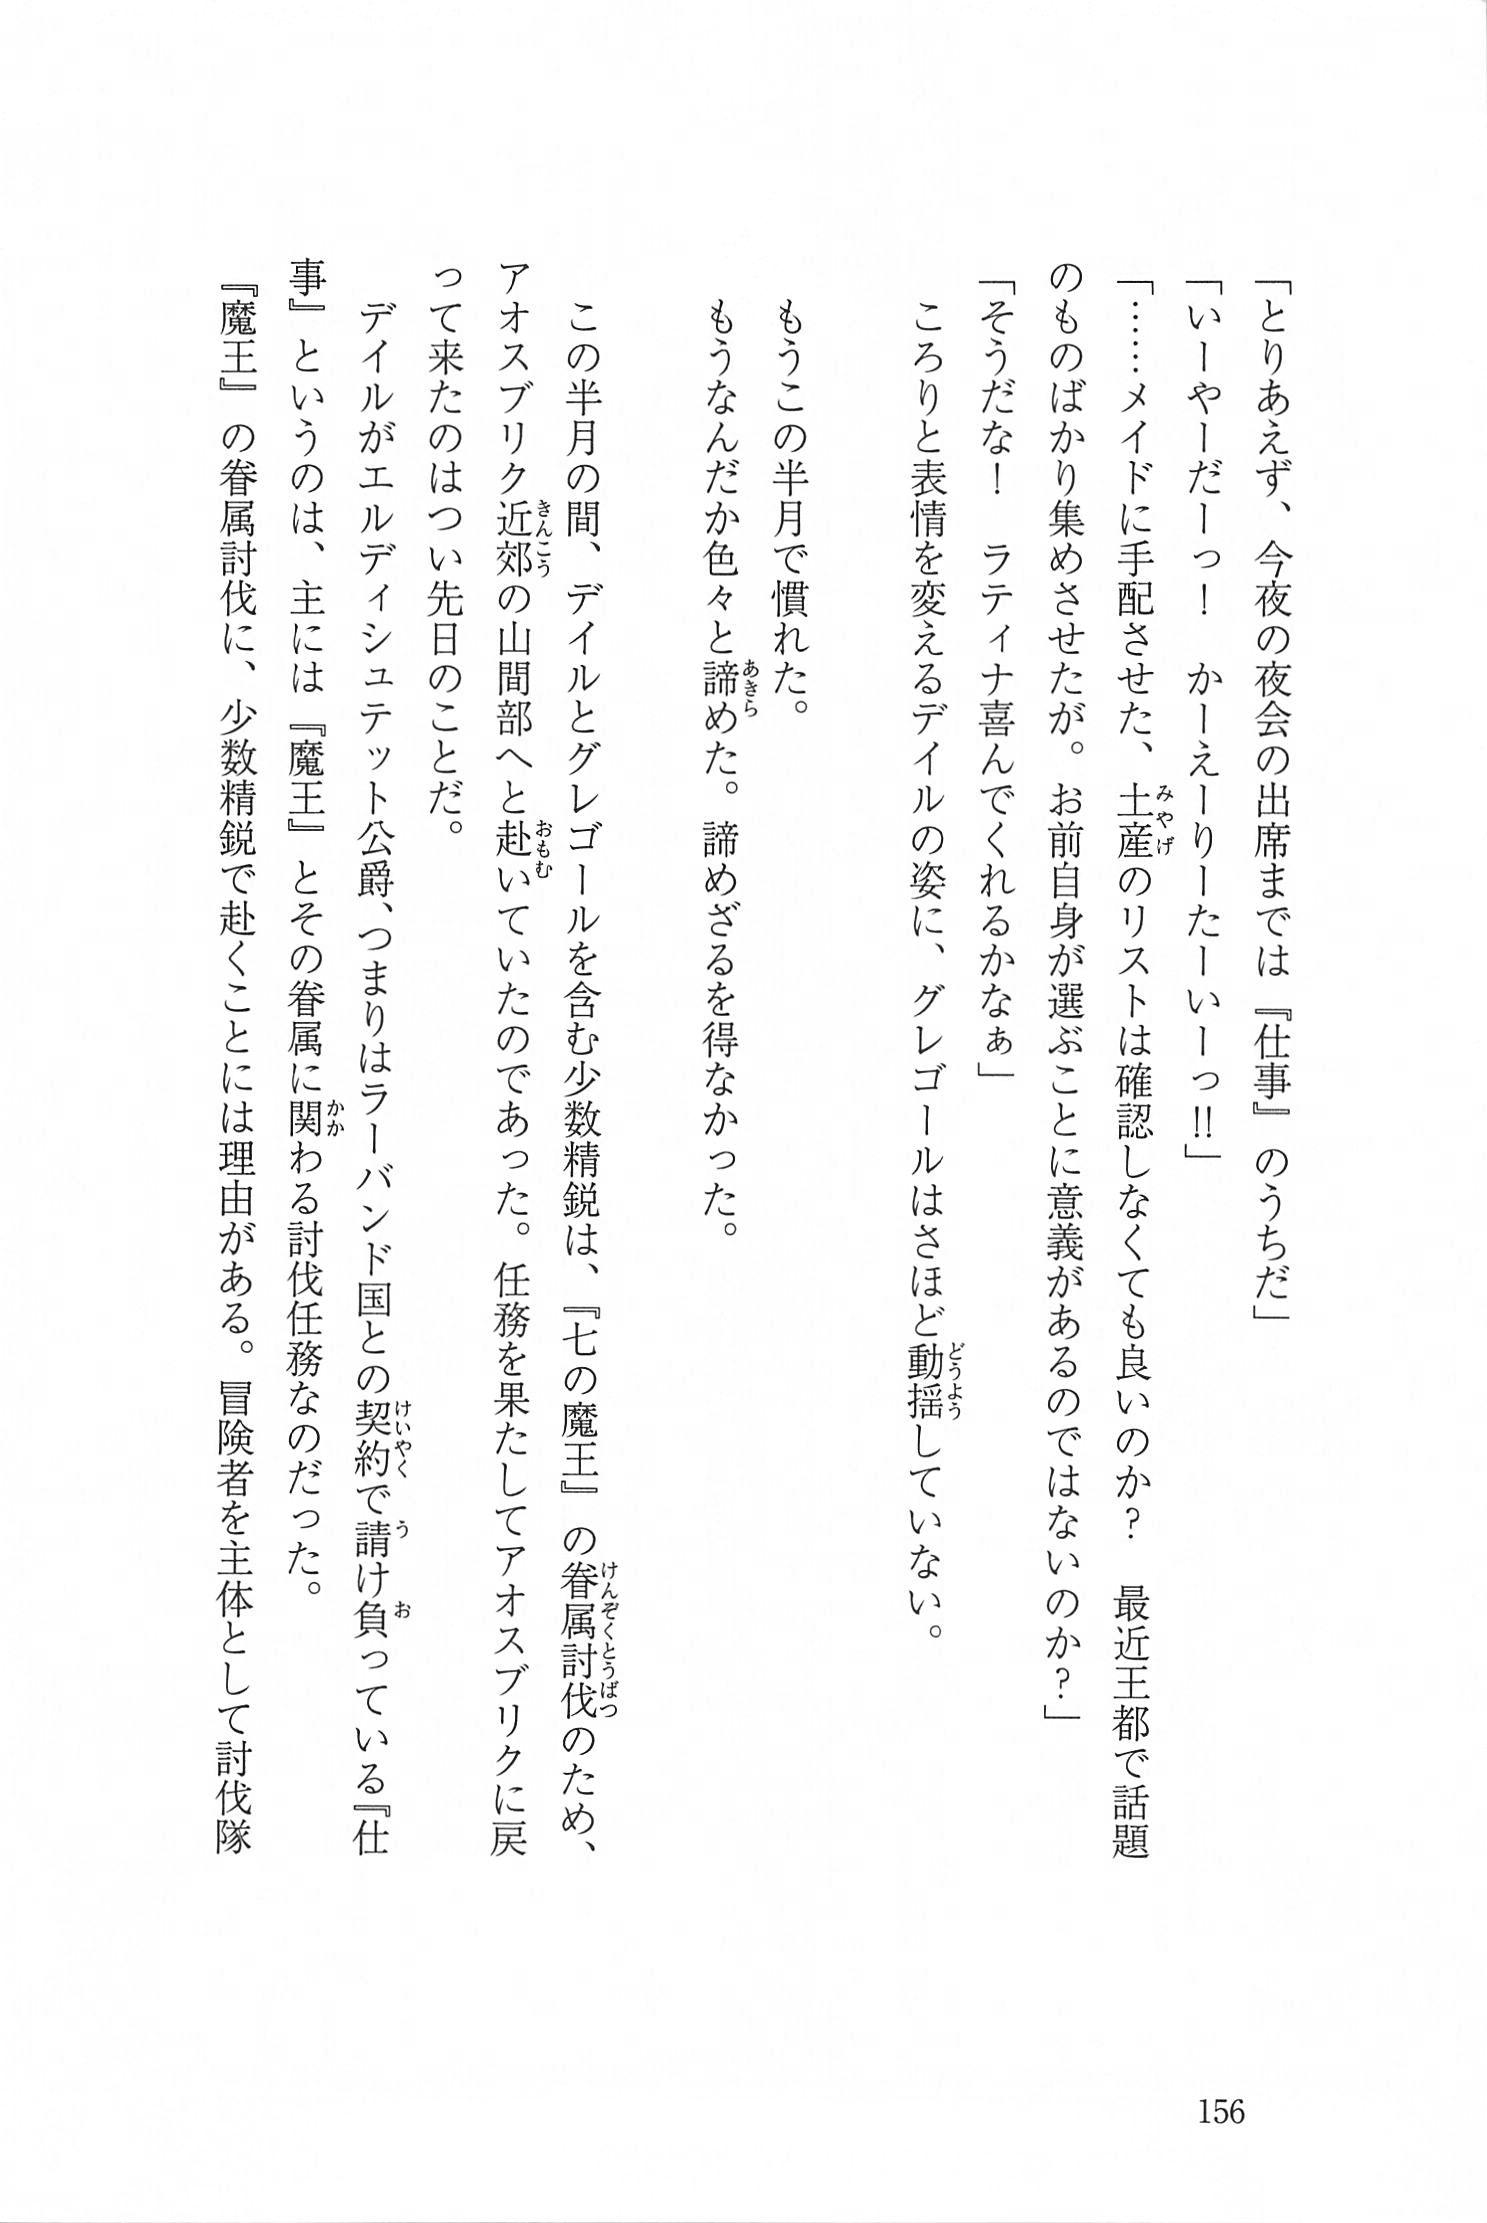 「とりあえず、今夜の夜会の出席までは『仕事』のうちだ」
「いーやーだーっ！　かーえーりーたーいーっ!!」
「……メイドに手配させた、土産のリストは確認しなくても良いのか？　最近王都で話題
のものばかり集めさせたが。お前自身が選ぶことに意義があるのではないのか？」
「そうだな！　ラティナ喜んでくれるかなぁ」
　ころりと表情を変えるデイルの姿に、グレゴールはさほど動揺していない。
　もうこの半月で慣れた。
　もうなんだか色々と諦めた。諦めざるを得なかった。
　この半月の間、デイルとグレゴールを含む少数精鋭は、『七の魔王』の眷属討伐のため、
アオスブリク近郊の山間部へと赴いていたのであった。任務を果たしてアオスブリクに戻
って来たのはつい先日のことだ。
　デイルがエルディシュテット公爵、つまりはラーバンド国との契約で請け負っている『仕
事』というのは、主には『魔王』とその眷属に関わる討伐任務なのだった。
『魔王』の眷属討伐に、少数精鋭で赴くことには理由がある。冒険者を主体として討伐隊
156